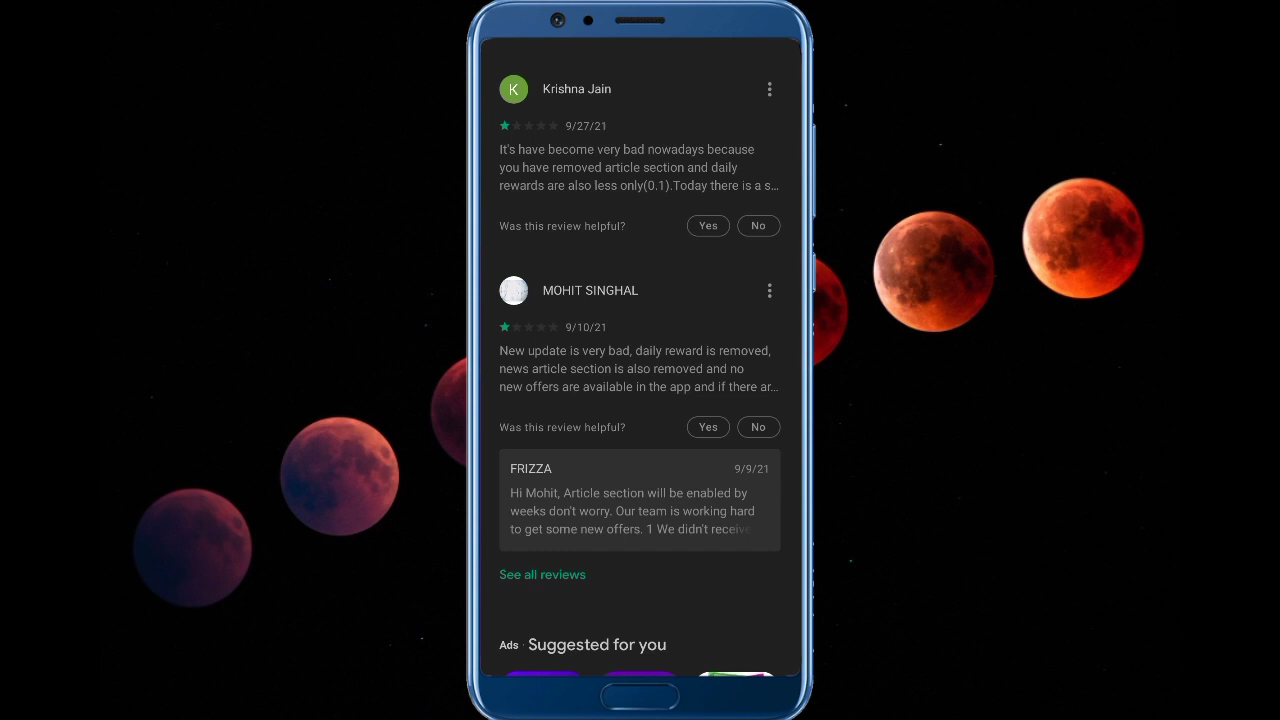 K Krishna Jain
9/27/21
It's have become very bad nowadays because
you have removed article section and daily
rewards are also less only(0.1).Today there is a s...
Was this review helpful? Yes No
MOHIT SINGHAL
9/10/21
New update is very bad, daily reward is removed,
news article section is also removed and no
new offers are available in the app and if there ar...
Was this review helpful? Yes No
FRIZZA 9/9/21
Hi Mohit, Article section will be enabled by
weeks don't worry. Our team is working hard
to get some new offers. 1 We didn't receive
See all reviews
Ads · Suggested for you